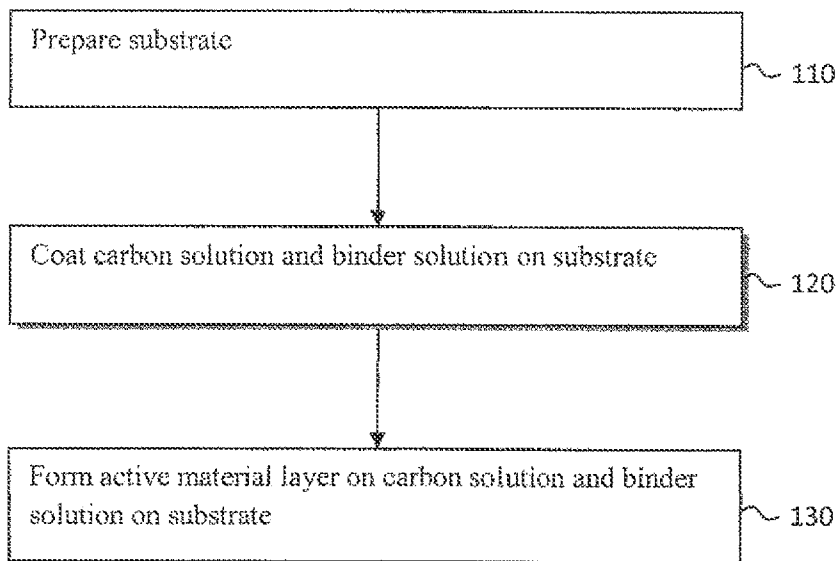 Prepare substrate
110
Coat carbon solution and binder solution on substrate
120
Form active material layer on carbon solution and binder
solution on substrate
130